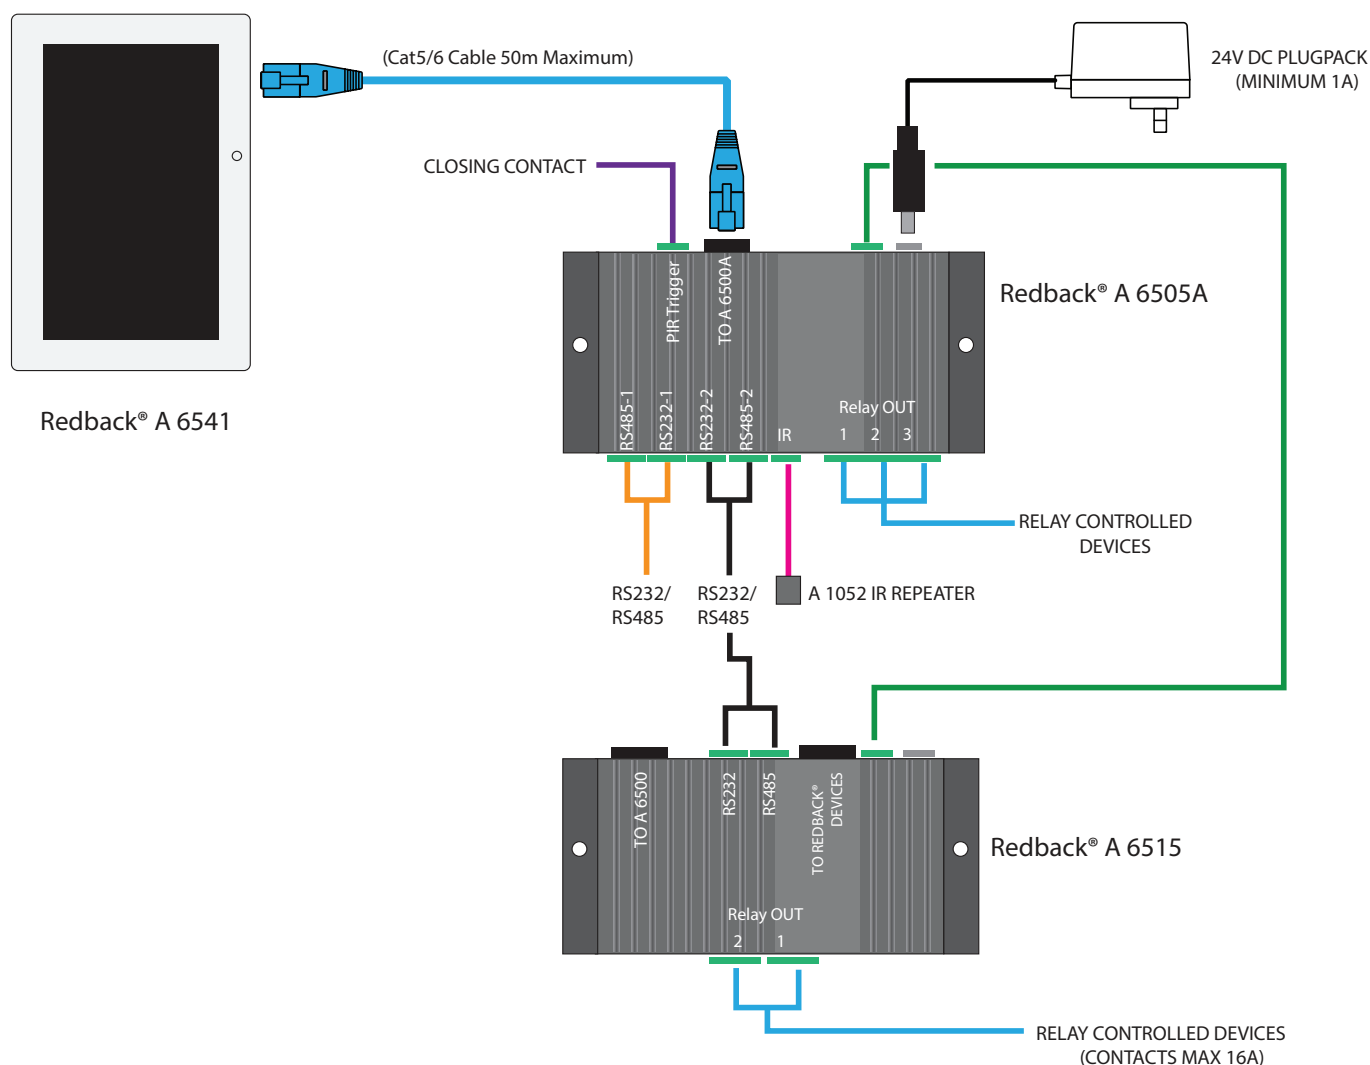 (Cat5/6 Cable 50m Maximum)
24V DC PLUGPACK
(MINIMUM 1A)
CLOSING CONTACT
PIR Trigger
TO A 6500A
Redback® A 6505A
Redback® A 6541
RS485-1
RS232-1
RS232-2
RS485-2
IR
Relay OUT
1 2 3
RELAY CONTROLLED
DEVICES
RS232/
RS485
RS232/
RS485
A 1052 IR REPEATER
TO A 6500
RS232
RS485
TO REDBACK®
DEVICES
Redback® A 6515
Relay OUT
2 1
RELAY CONTROLLED DEVICES
(CONTACTS MAX 16A)